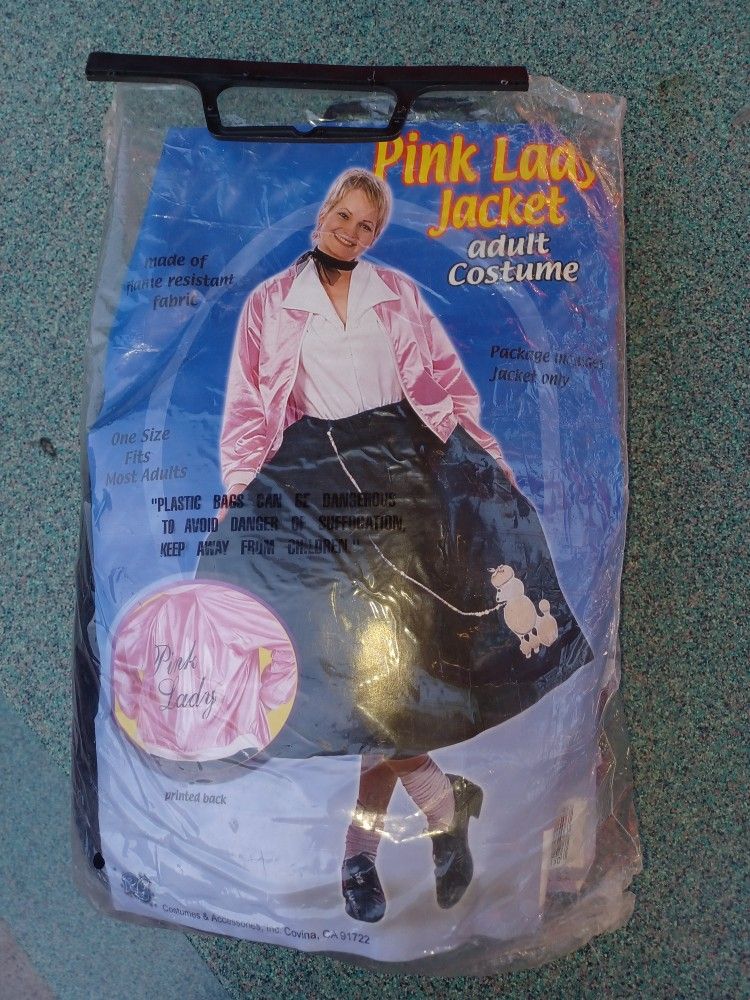 Pink Lady
Jacket
adult
Costume
made of
flame resistant
fabric
Package includes
Jacket only
One Size
Fits
Most Adults
"PLASTIC BAGS CAN BE DANGEROUS
TO AVOID DANGER OF SUFFOCATION,
KEEP AWAY FROM CHILDREN."
Pink
Lady
printed back
Costumes & Accessories, Inc. Covina, CA 91722